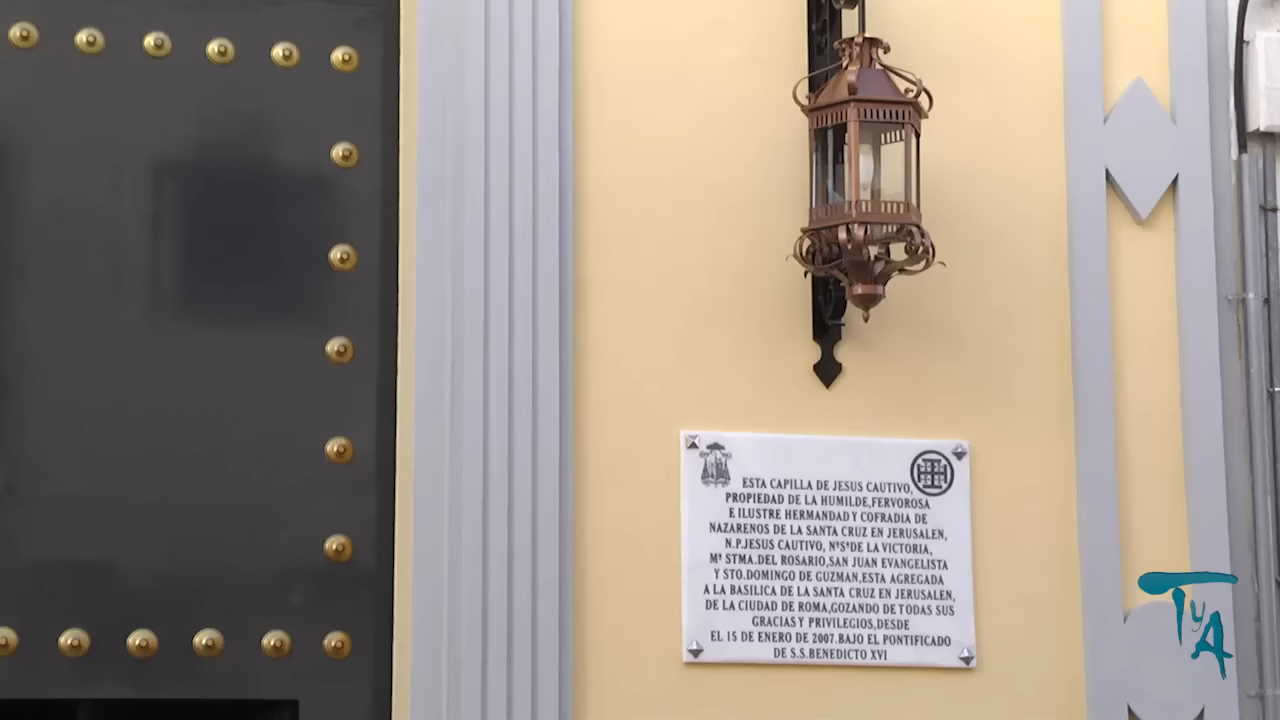 ESTA CAPILLA DE JESUS CAUTIVO,
PROPIEDAD DE LA HUMILDE,FERVOROSA
E ILUSTRE HERMANDAD Y COFRADIA DE
NAZARENOS DE LA SANTA CRUZ EN JERUSALEN,
N.P.JESUS CAUTIVO, NªSªDE LA VICTORIA,
Mª STMA.DEL ROSARIO,SAN JUAN EVANGELISTA
Y STO.DOMINGO DE GUZMAN,ESTA AGREGADA
A LA BASILICA DE LA SANTA CRUZ EN JERUSALEN,
DE LA CIUDAD DE ROMA,GOZANDO DE TODAS SUS
GRACIAS Y PRIVILEGIOS,DESDE
EL 15 DE ENERO DE 2007.BAJO EL PONTIFICADO
DE S.S.BENEDICTO XVI
TyA